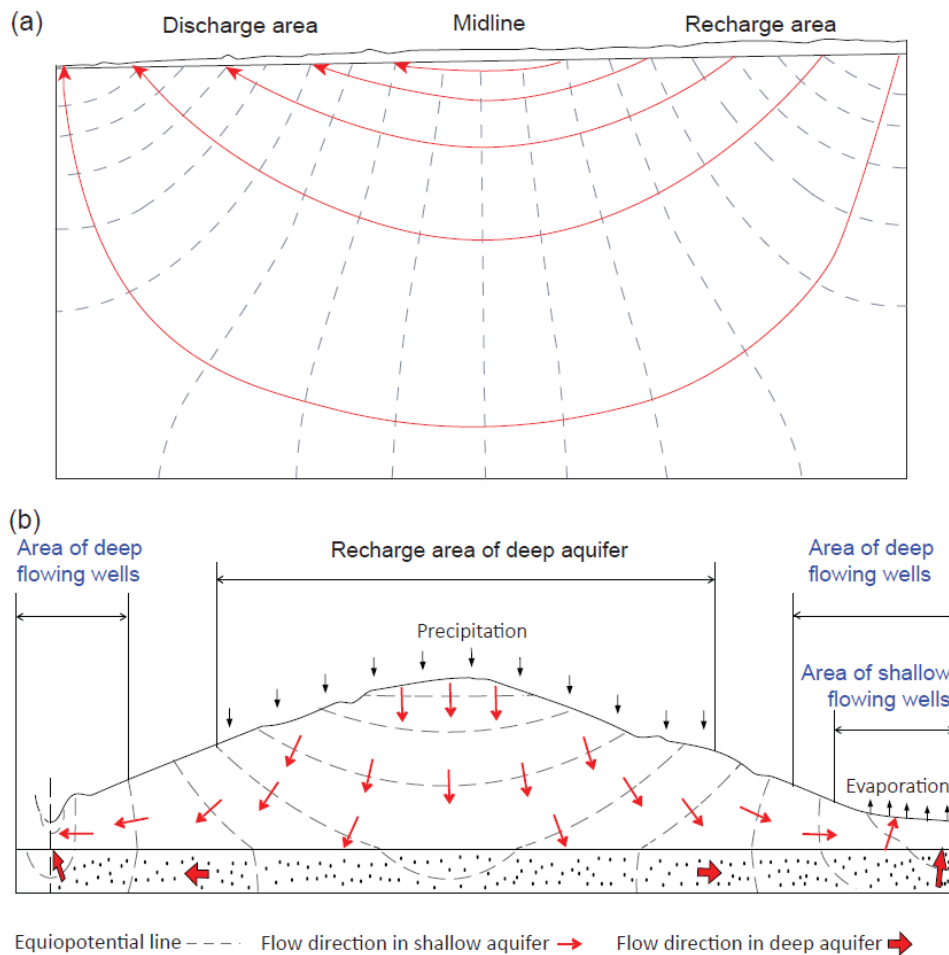 (a)
Discharge area Midline Recharge area
(b)
Area of deep
flowing wells
Recharge area of deep aquifer
Area of deep
flowing wells
Precipitation
Area of shallow
flowing wells
Evaporation
Equiopotential line Flow direction in shallow aquifer Flow direction in deep aquifer